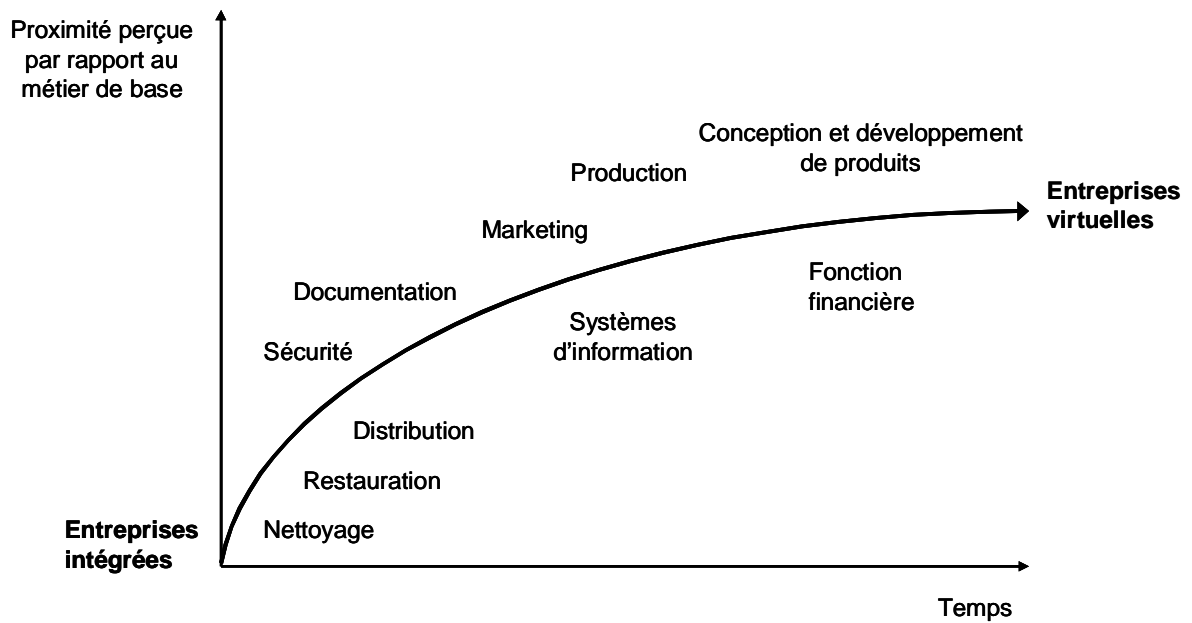 Proximité perçue
par rapport au
métier de base
Conception et développement
de produits
Production
Entreprises
virtuelles
Marketing
Fonction
financière
Documentation
Systèmes
d'information
Sécurité
Distribution
Restauration
Nettoyage
Entreprises
intégrées
Temps